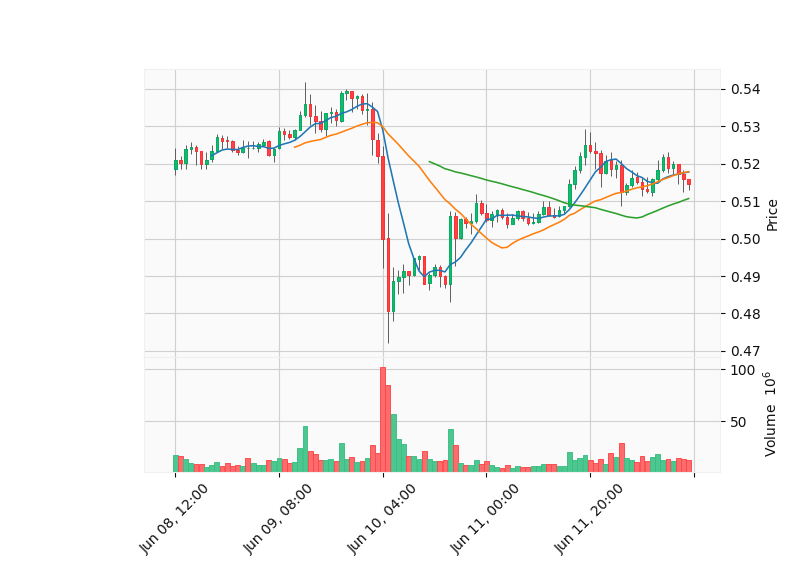 0.54
0.53
0.52
0.51
0.50
0.49
0.48
0.47
Price
100
50
Volume 10^6
Jun 08, 12:00
Jun 09, 08:00
Jun 10, 04:00
Jun 11, 00:00
Jun 11, 20:00